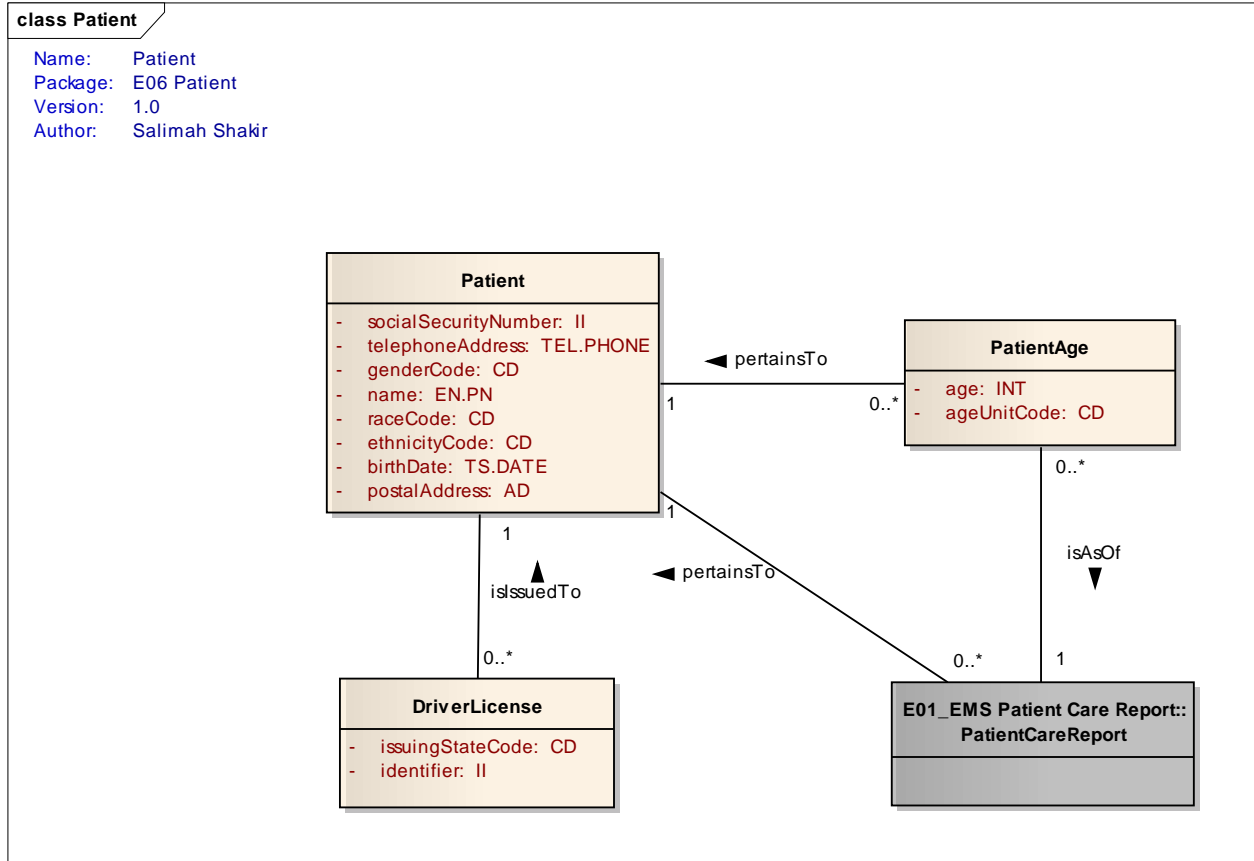 class Patient
Name: Patient
Package: E06 Patient
Version: 1.0
Author: Salimah Shakir
Patient
- socialSecurityNumber: II
- telephoneAddress: TEL.PHONE
- genderCode: CD
- name: EN.PN
- raceCode: CD
- ethnicityCode: CD
- birthDate: TS.DATE
- postalAddress: AD
PatientAge
- age: INT
- ageUnitCode: CD
pertainsTo
1
0..*
0..*
isAsOf
1
1
pertainsTo
0..*
1
isIssuedTo
0..*
DriverLicense
- issuingStateCode: CD
- identifier: II
E01_EMS Patient Care Report::
PatientCareReport